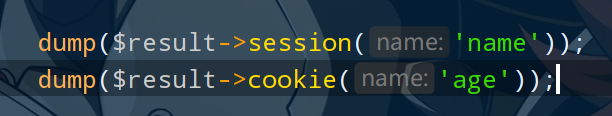 dump($result->session( name: 'name'));
dump($result->cookie( name: 'age'));